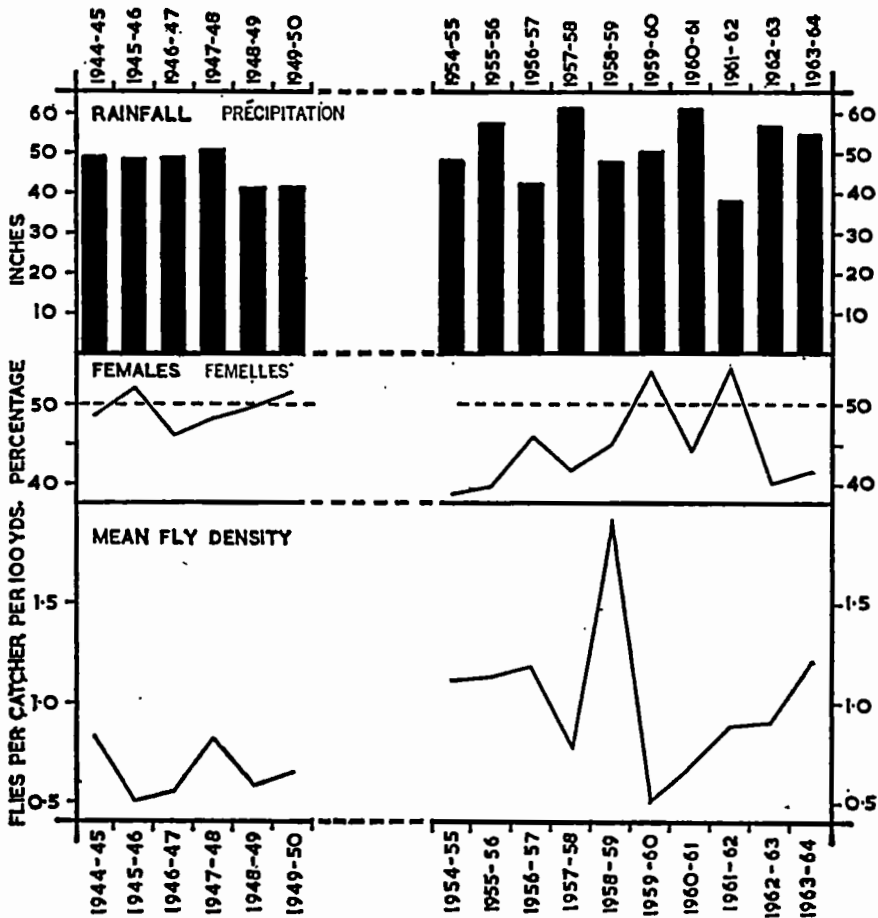 1944-45 1945-46 1946-47 1947-48 1948-49 1949-50 1954-55 1955-56 1956-57 1957-58 1958-59 1959-60 1960-61 1961-62 1962-63 1963-64
RAINFALL PRÉCIPITATION
60 60
50 50
40 40
30 30
20 20
10 10
INCHES
FEMALES FEMELLES
50 50
40 40
PERCENTAGE
MEAN FLY DENSITY
1·5 1·5
1·0 1·0
0·5 0·5
FLIES PER CATCHER PER 100 YDS.
1944-45 1945-46 1946-47 1947-48 1948-49 1949-50 1954-55 1955-56 1956-57 1957-58 1958-59 1959-60 1960-61 1961-62 1962-63 1963-64